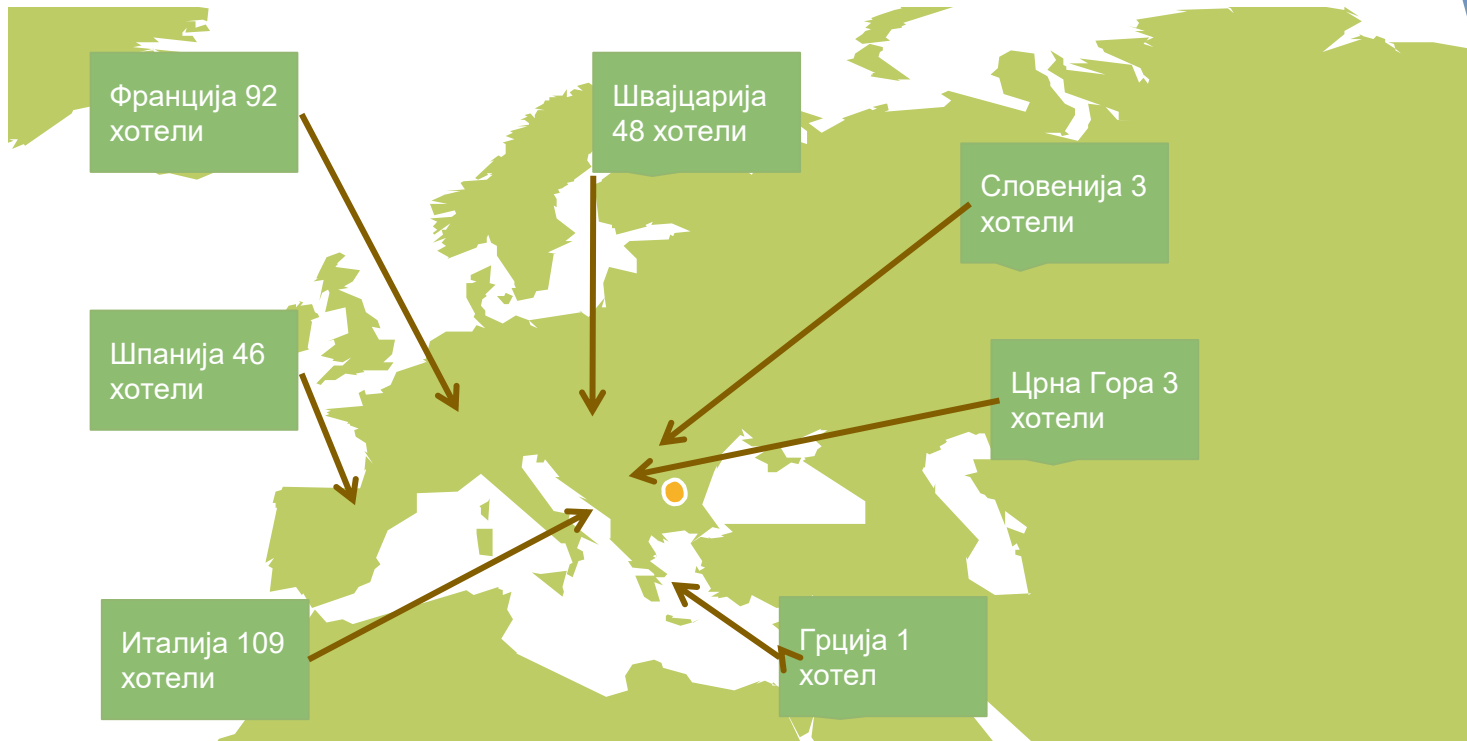 Франција 92
хотели
Швајцарија
48 хотели
Словенија 3
хотели
Шпанија 46
хотели
Црна Гора 3
хотели
Италија 109
хотели
Грција 1
хотел